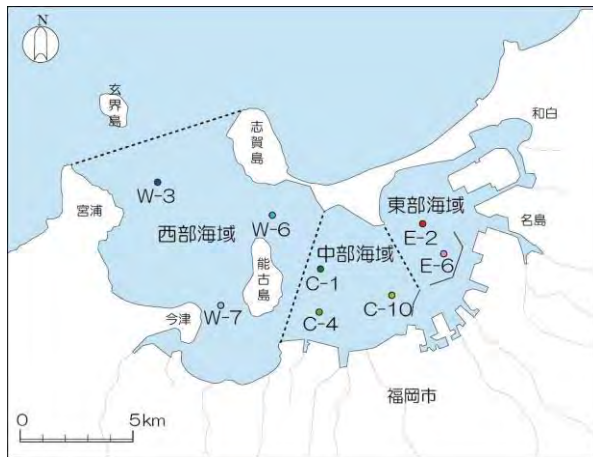 N
玄界島
志賀島
和白
宮浦
W-3
W-6
西部海域
能古島
東部海域
E-2
名島
中部海域
E-6
C-1
今津
W-7
C-4
C-10
福岡市
0
5km